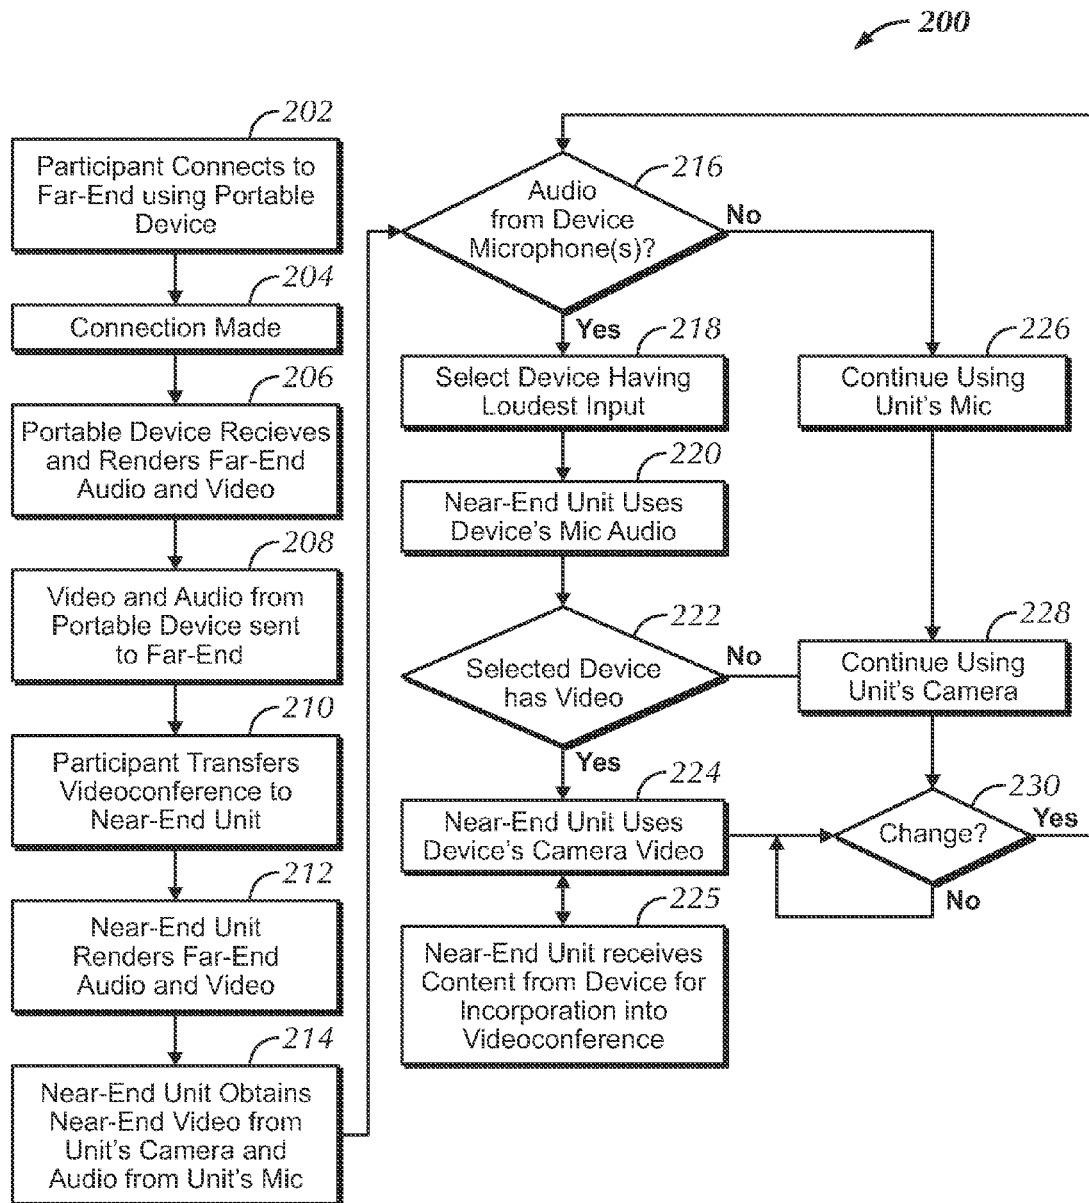 200
202
Participant Connects to
Far-End using Portable
Device
204
Connection Made
206
Portable Device Recieves
and Renders Far-End
Audio and Video
208
Video and Audio from
Portable Device sent
to Far-End
210
Participant Transfers
Videoconference to
Near-End Unit
212
Near-End Unit
Renders Far-End
Audio and Video
214
Near-End Unit Obtains
Near-End Video from
Unit's Camera and
Audio from Unit's Mic
216
Audio
from Device
Microphone(s)?
No
Yes
218
Select Device Having
Loudest Input
220
Near-End Unit Uses
Device's Mic Audio
222
Selected Device
has Video
No
Yes
224
Near-End Unit Uses
Device's Camera Video
225
Near-End Unit receives
Content from Device for
Incorporation into
Videoconference
226
Continue Using
Unit's Mic
228
Continue Using
Unit's Camera
230
Change?
Yes
No